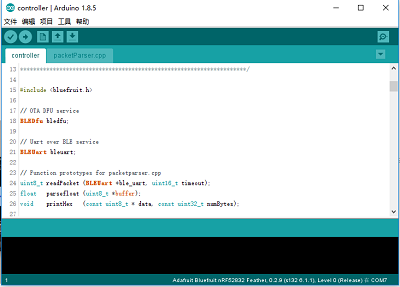 controller | Arduino 1.8.5
文件 编辑 项目 工具 帮助
controller packetParser.cpp
13 *********************************************************************/
14
15 #include <bluefruit.h>
16
17 // OTA DFU service
18 BLEDfu bledfu;
19
20 // Uart over BLE service
21 BLEUart bleuart;
22
23 // Function prototypes for packetparser.cpp
24 uint8_t readPacket (BLEUart *ble_uart, uint16_t timeout);
25 float parsefloat (uint8_t *buffer);
26 void printHex (const uint8_t * data, const uint32_t numBytes);
27
1 Adafruit Bluefruit nRF52832 Feather, 0.2.9 (s132 6.1.1), Level 0 (Release) 在 COM7